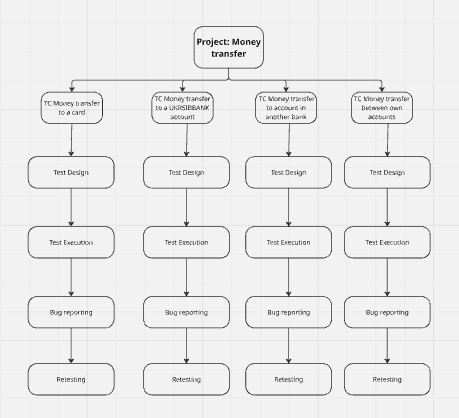 Project: Money
transfer
TC Money transfer
to a card
TC Money transfer
to a UKRSIBBANK
account
TC Money transfer
to account in
another bank
TC Money transfer
between own
accounts
Test Design
Test Design
Test Design
Test Design
Test Execution
Test Execution
Test Execution
Test Execution
Bug reporting
Bug reporting
Bug reporting
Bug reporting
Retesting
Retesting
Retesting
Retesting